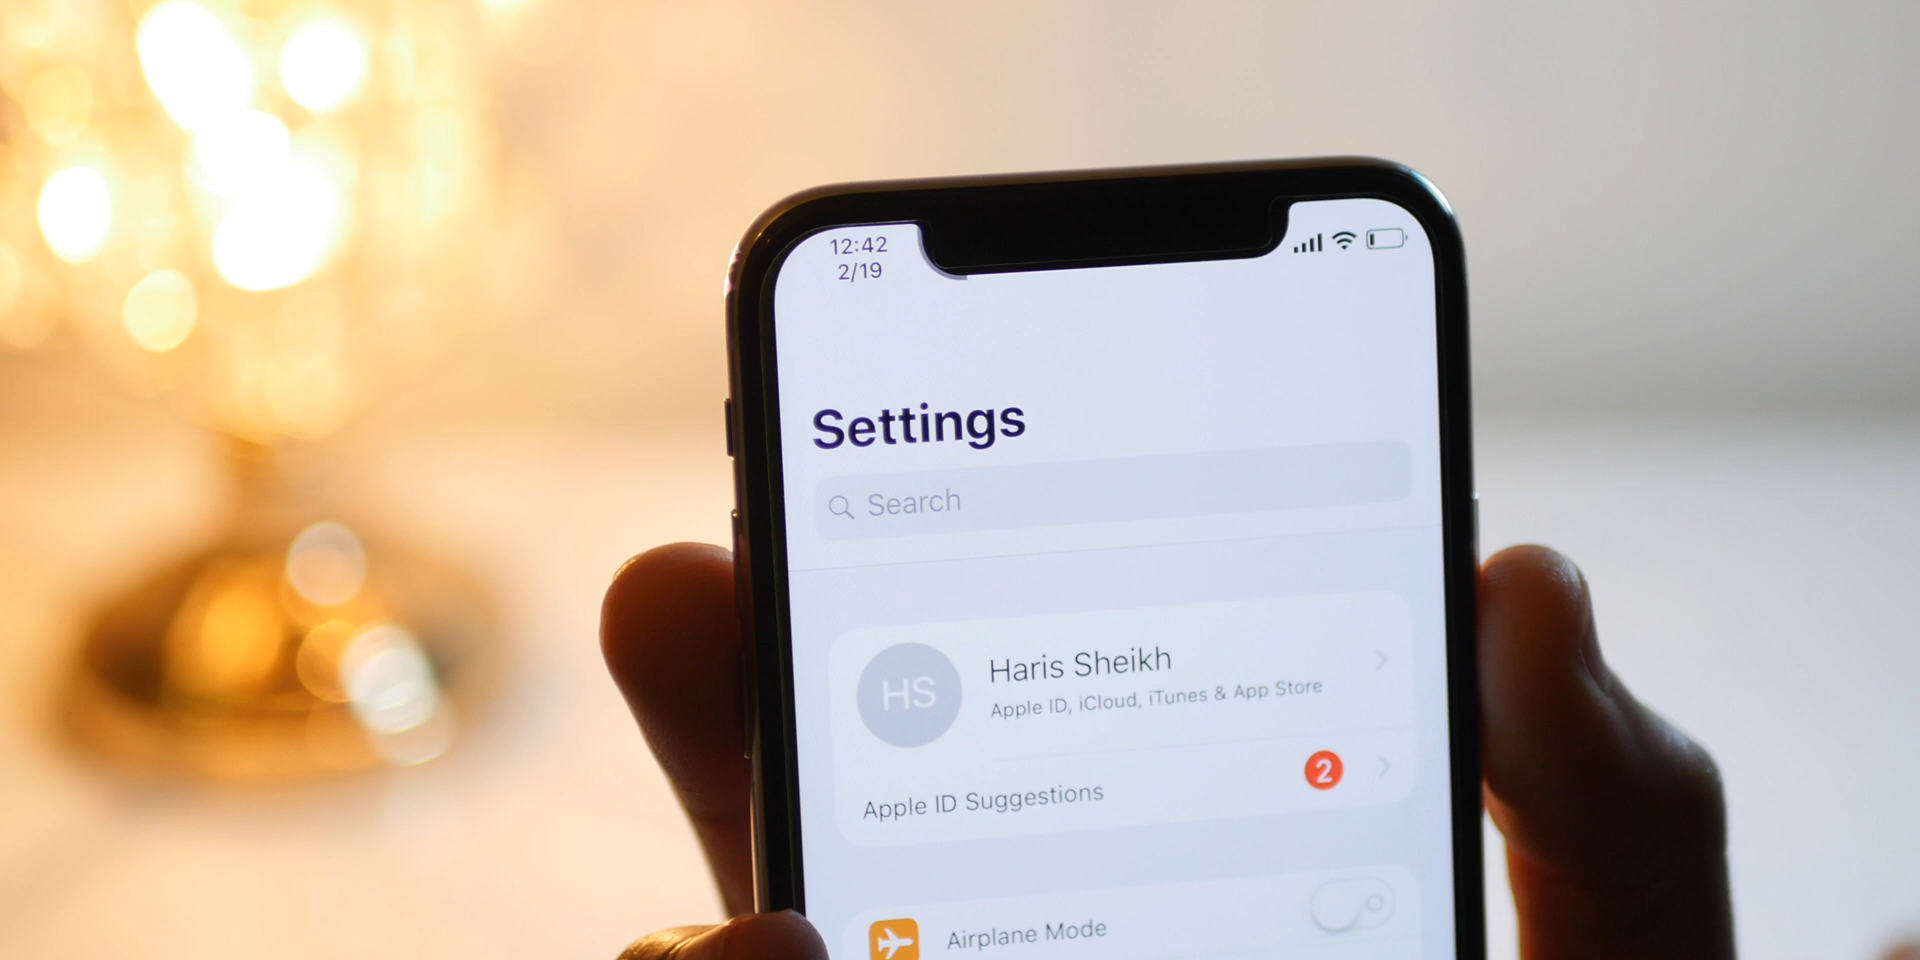 12:42
2/19
Settings
Search
HS
Haris Sheikh
Apple ID, iCloud, iTunes & App Store
Apple ID Suggestions
2
Airplane Mode